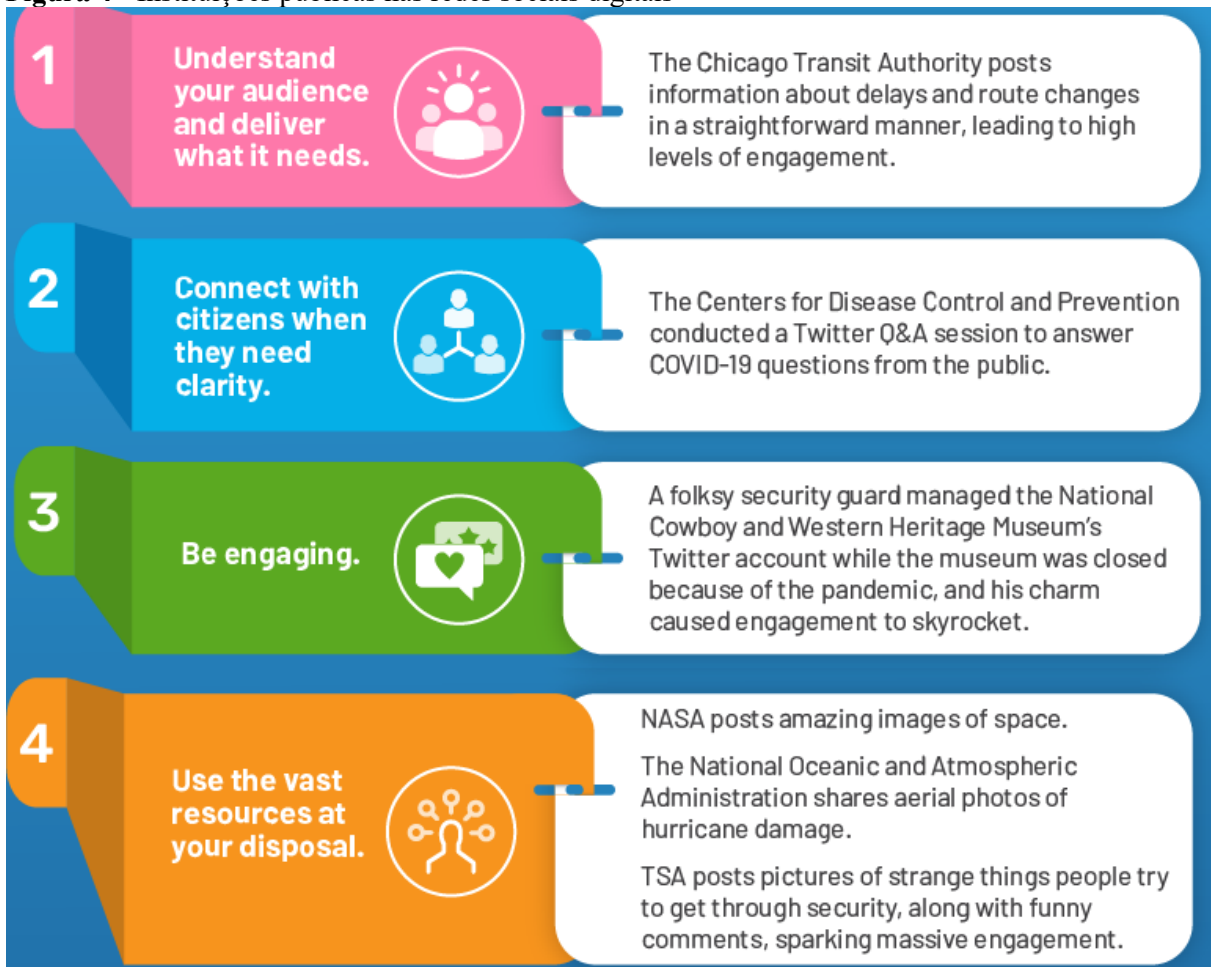 1
Understand
your audience
and deliver
what it needs.
The Chicago Transit Authority posts
information about delays and route changes
in a straightforward manner, leading to high
levels of engagement.
2
Connect with
citizens when
they need
clarity.
The Centers for Disease Control and Prevention
conducted a Twitter Q&A session to answer
COVID-19 questions from the public.
3
Be engaging.
A folksy security guard managed the National
Cowboy and Western Heritage Museum's
Twitter account while the museum was closed
because of the pandemic, and his charm
caused engagement to skyrocket.
4
Use the vast
resources at
your disposal.
NASA posts amazing images of space.
The National Oceanic and Atmospheric
Administration shares aerial photos of
hurricane damage.
TSA posts pictures of strange things people try
to get through security, along with funny
comments, sparking massive engagement.